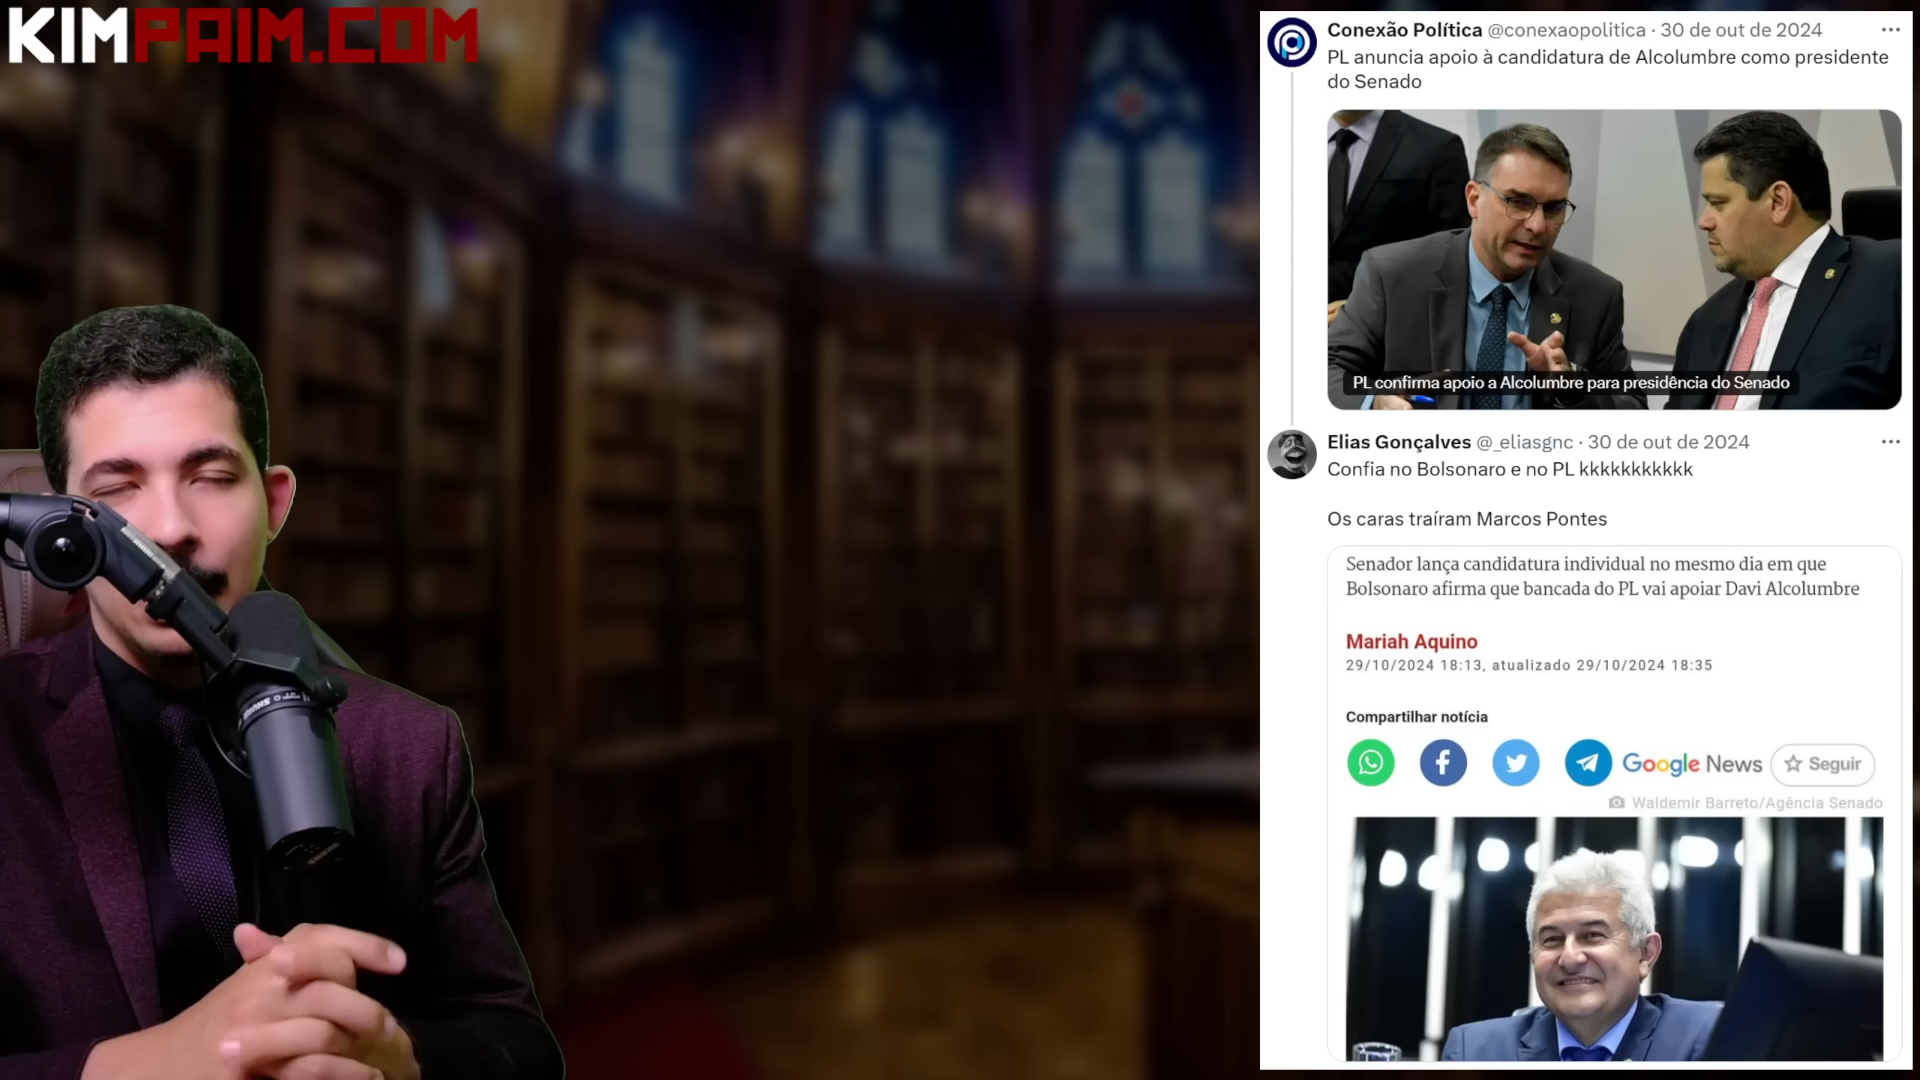 KIMPAIM.COM
Conexão Política @conexaopolitica · 30 de out de 2024
PL anuncia apoio à candidatura de Alcolumbre como presidente
do Senado
PL confirma apoio a Alcolumbre para presidência do Senado
Elias Gonçalves @_eliasgnc · 30 de out de 2024
Confia no Bolsonaro e no PL kkkkkkkkkkk
Os caras traíram Marcos Pontes
Senador lança candidatura individual no mesmo dia em que
Bolsonaro afirma que bancada do PL vai apoiar Davi Alcolumbre
Mariah Aquino
29/10/2024 18:13, atualizado 29/10/2024 18:35
Compartilhar notícia
Google News
Seguir
Waldemir Barreto/Agência Senado